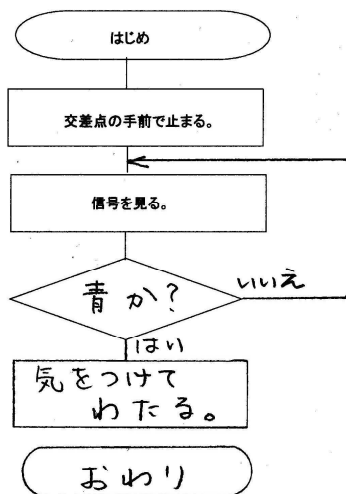 はじめ
交差点の手前で止まる。
信号を見る。
青か?
いいえ
はい
気をつけて
わたる。
おわり